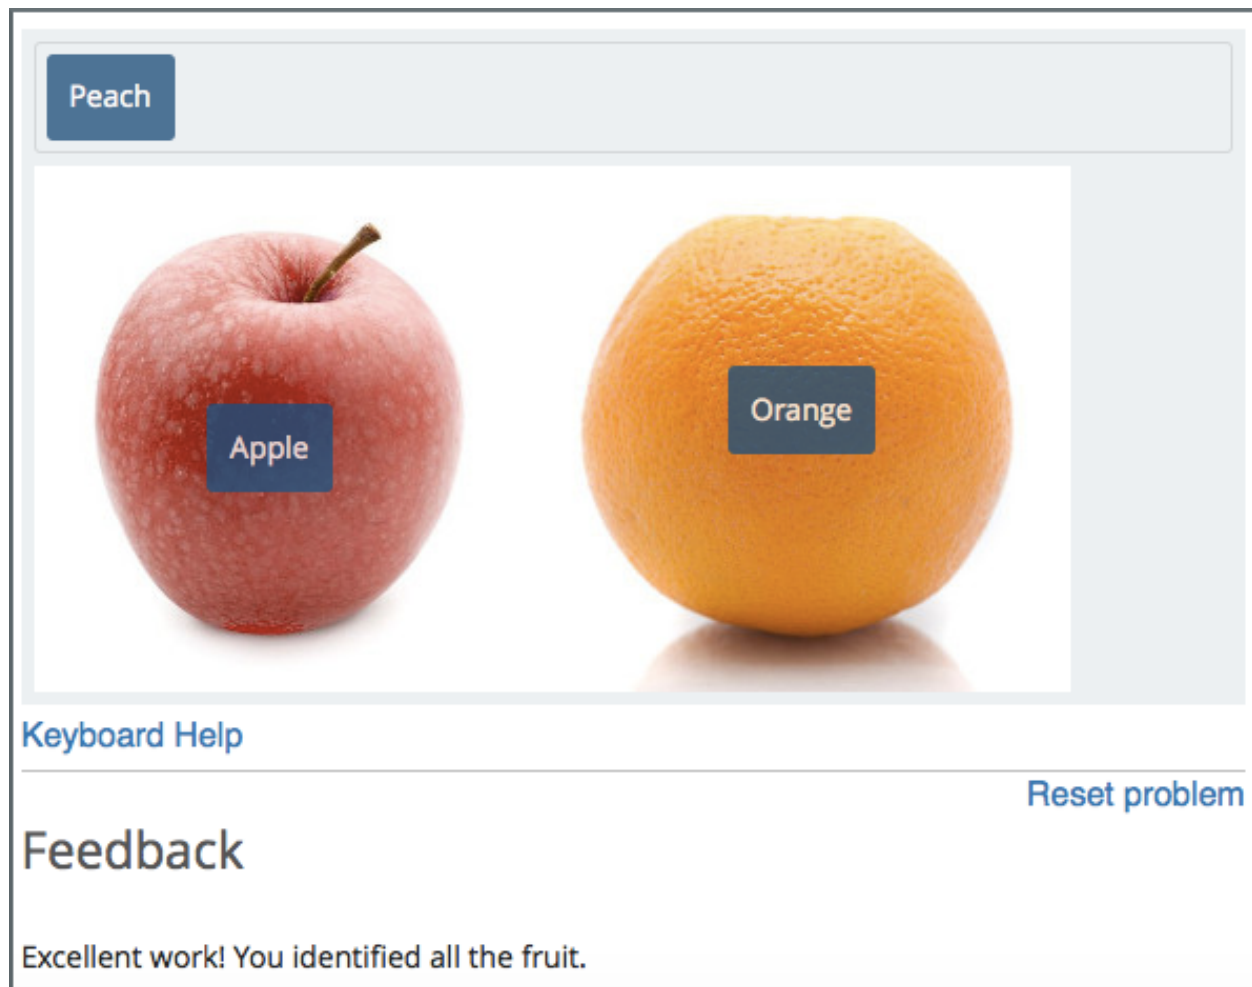 Peach
Apple
Orange
Keyboard Help
Reset problem
Feedback
Excellent work! You identified all the fruit.